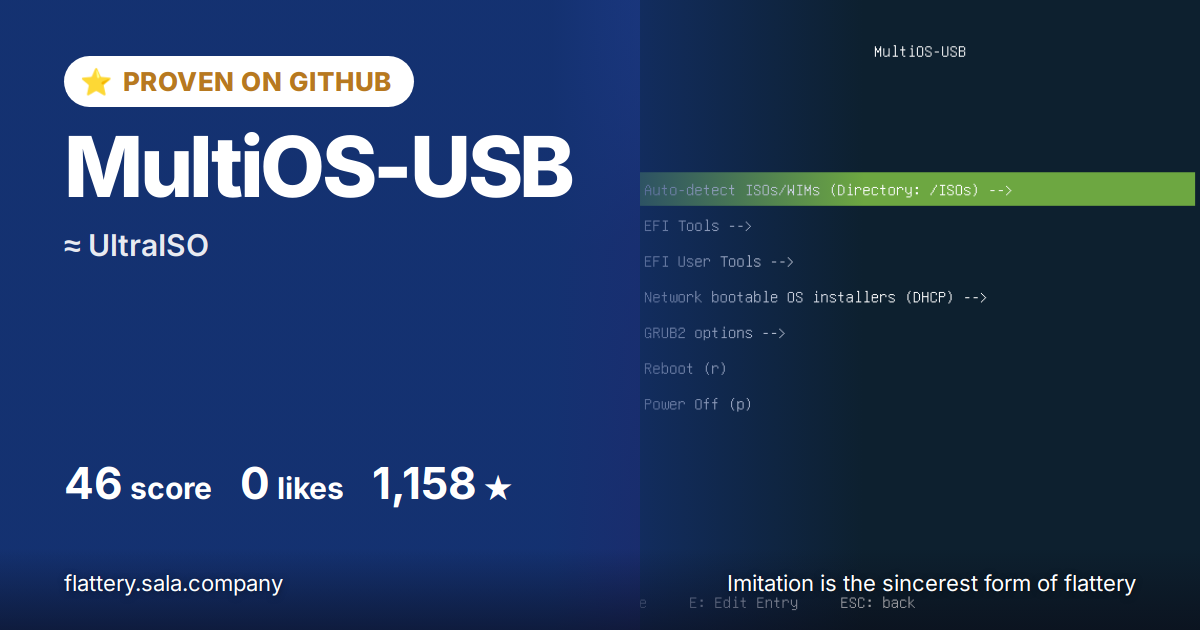 ⭐ PROVEN ON GITHUB
MultiOS-USB
≈ UltraISO
46 score 0 likes 1,158 ★
flattery.sala.company
MultiOS-USB
Auto-detect ISOs/WIMs (Directory: /ISOs) -->
EFI Tools -->
EFI User Tools -->
Network bootable OS installers (DHCP) -->
GRUB2 options -->
Reboot (r)
Power Off (p)
Imitation is the sincerest form of flattery
E: Edit Entry ESC: back